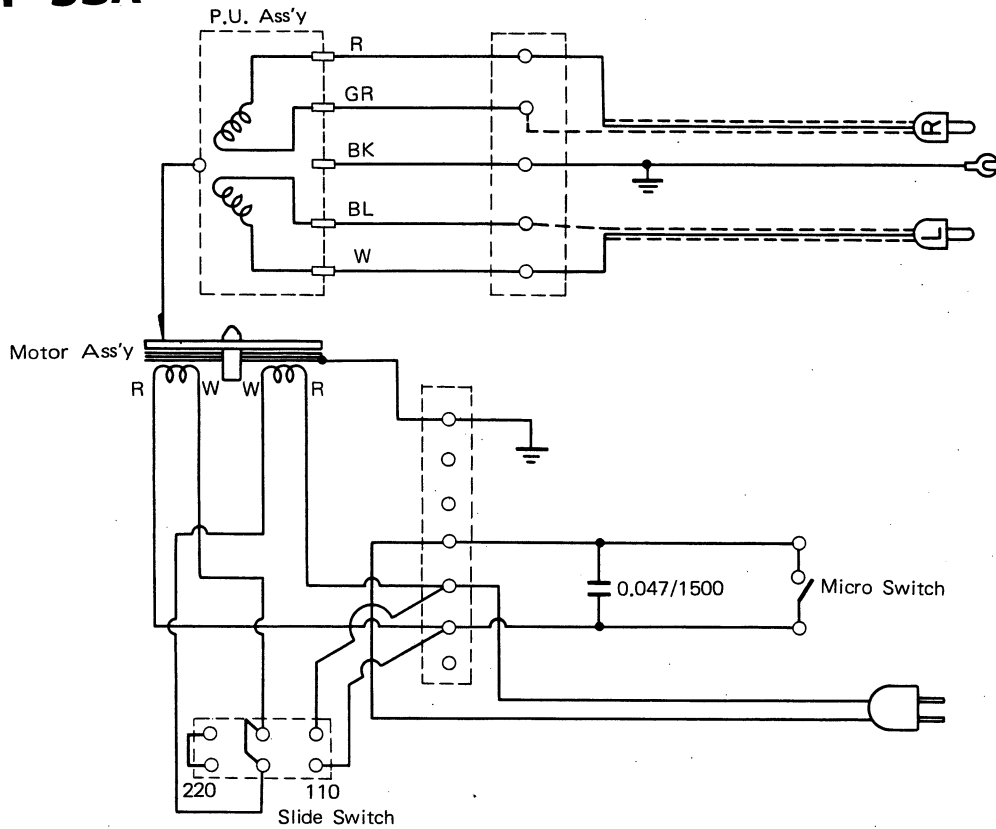 P.U. Ass'y
R
GR
BK
BL
W
R
L
Motor Ass'y
R W W R
0.047/1500
Micro Switch
220 110
Slide Switch